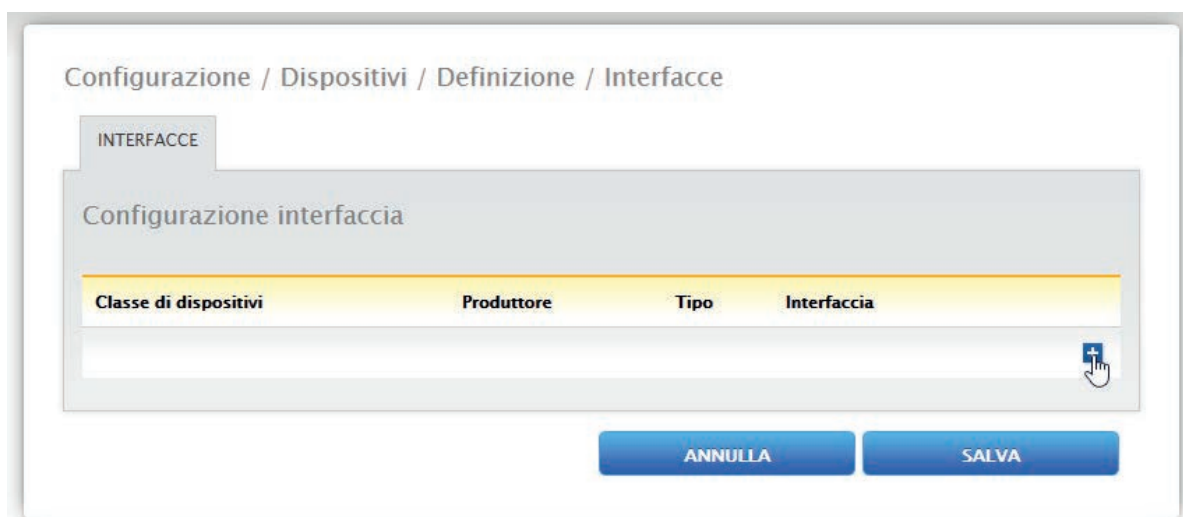 Configurazione / Dispositivi / Definizione / Interfacce
INTERFACCE
Configurazione interfaccia
Classe di dispositivi Produttore Tipo Interfaccia
ANNULLA SALVA